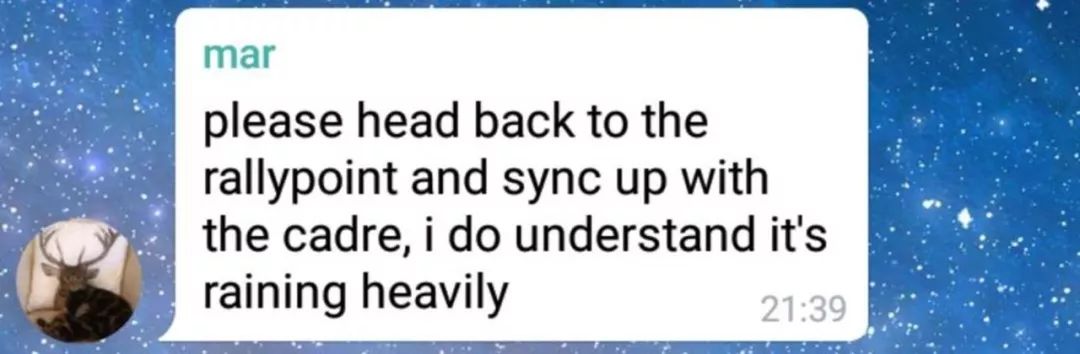 mar
please head back to the
rallypoint and sync up with
the cadre, i do understand it's
raining heavily
21:39